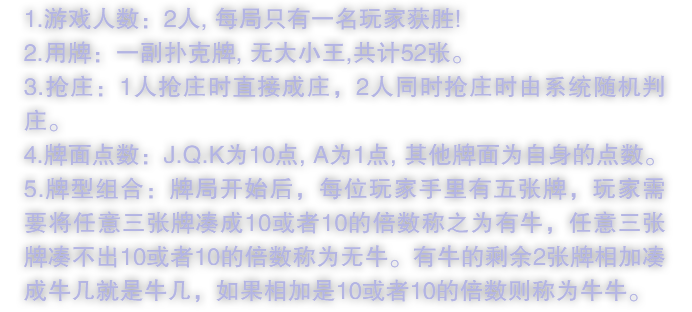 1.游戏人数：2人, 每局只有一名玩家获胜!
2.用牌：一副扑克牌, 无大小王,共计52张。
3.抢庄：1人抢庄时直接成庄，2人同时抢庄时由系统随机判
庄。
4.牌面点数：J.Q.K为10点, A为1点, 其他牌面为自身的点数。
5.牌型组合：牌局开始后，每位玩家手里有五张牌，玩家需
要将任意三张牌凑成10或者10的倍数称之为有牛，任意三张
牌凑不出10或者10的倍数称为无牛。有牛的剩余2张牌相加凑
成牛几就是牛几，如果相加是10或者10的倍数则称为牛牛。